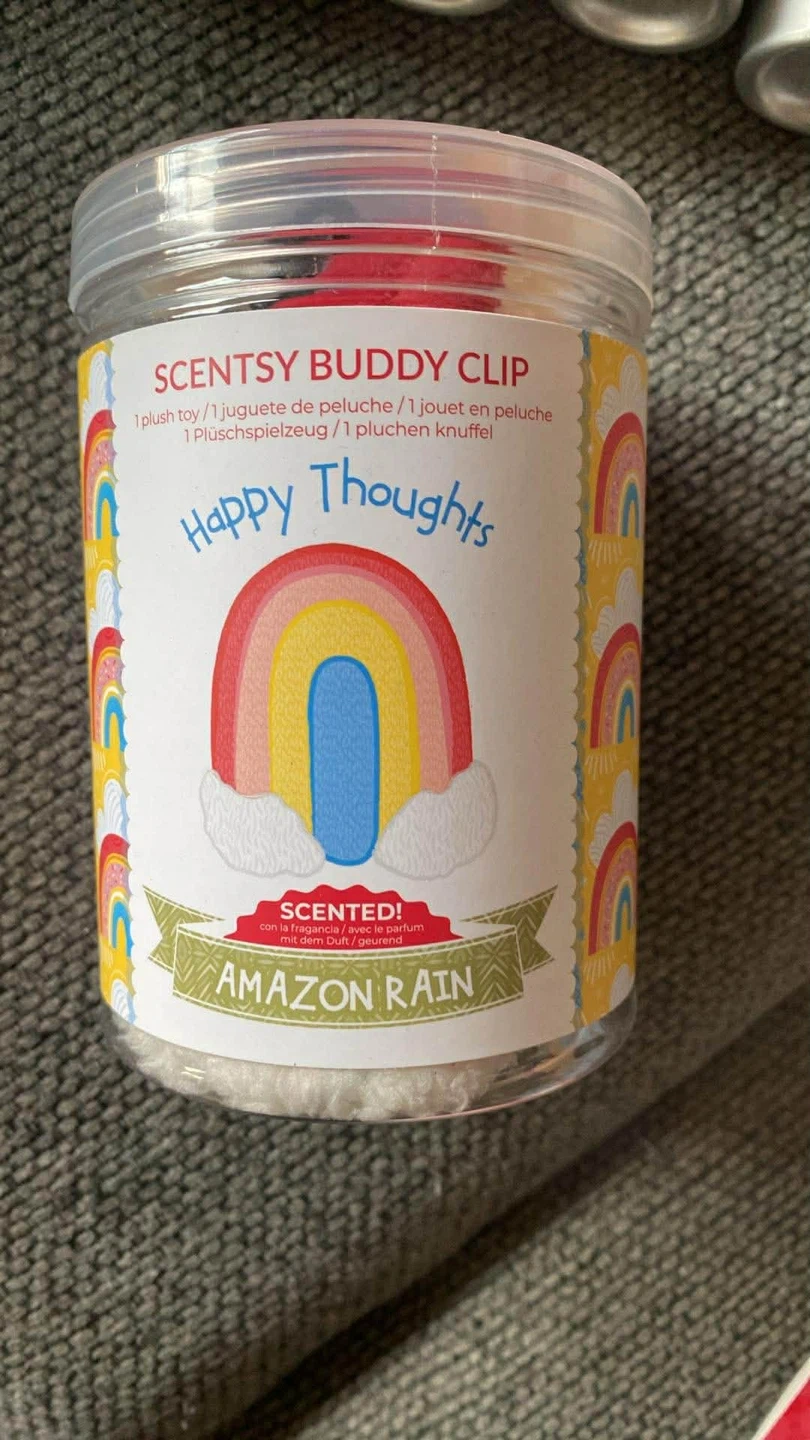 SCENTSY BUDDY CLIP
1 plush toy / 1 juguete de peluche / 1 jouet en peluche
1 Plüschspielzeug / 1 pluchen knuffel
Happy Thoughts
SCENTED!
con la fragancia / avec le parfum
mit dem Duft / geurend
AMAZON RAIN